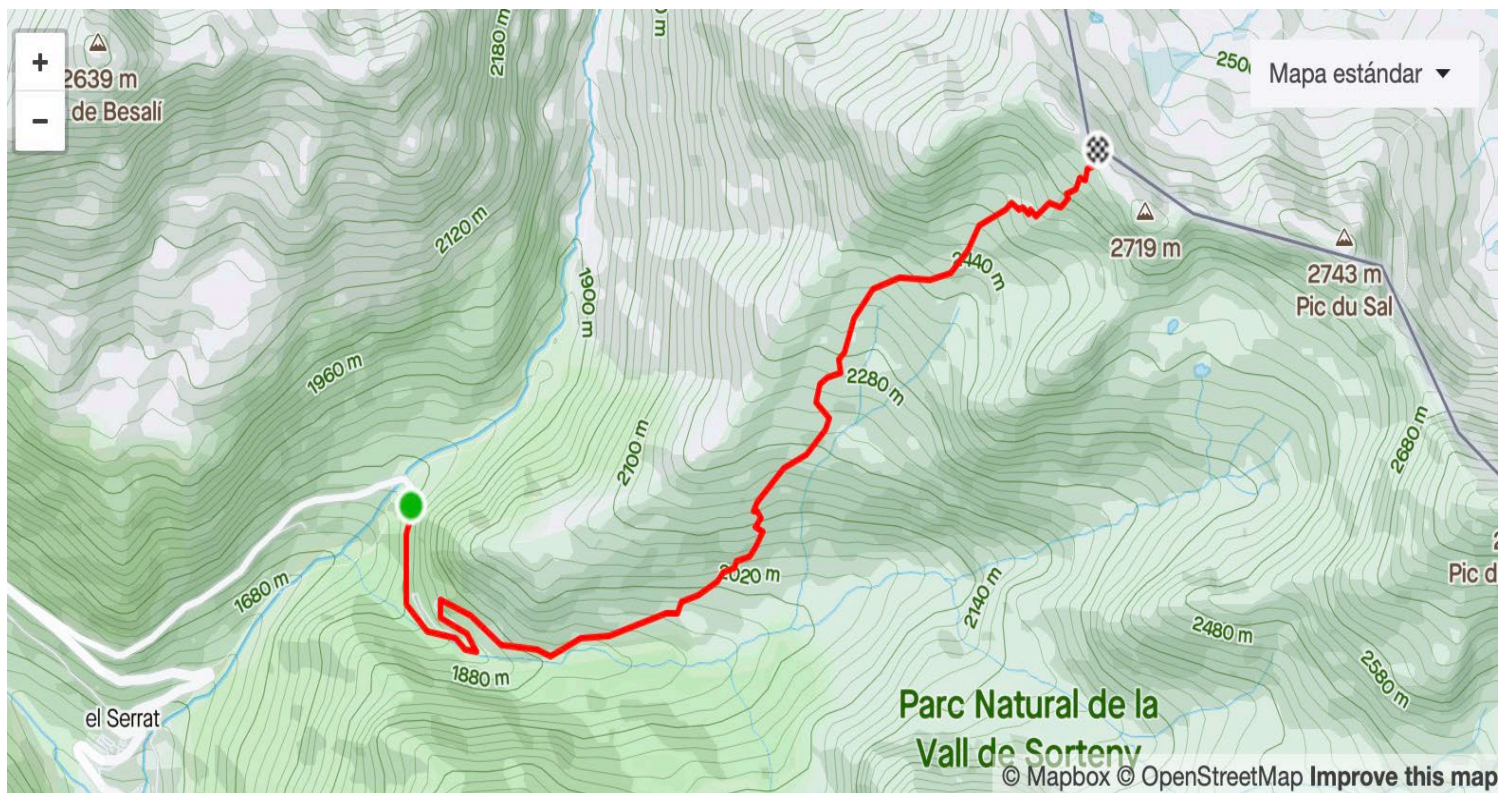 +
−
2639 m
de Besalí
2180 m
0 m
2500
Mapa estándar
2120 m
1900 m
2440 m
2719 m
2743 m
Pic du Sal
1960 m
2280 m
2100 m
2680 m
1680 m
2020 m
2140 m
Pic d
2480 m
1880 m
2580 m
el Serrat
Parc Natural de la
Vall de Sorteny
© Mapbox © OpenStreetMap Improve this map